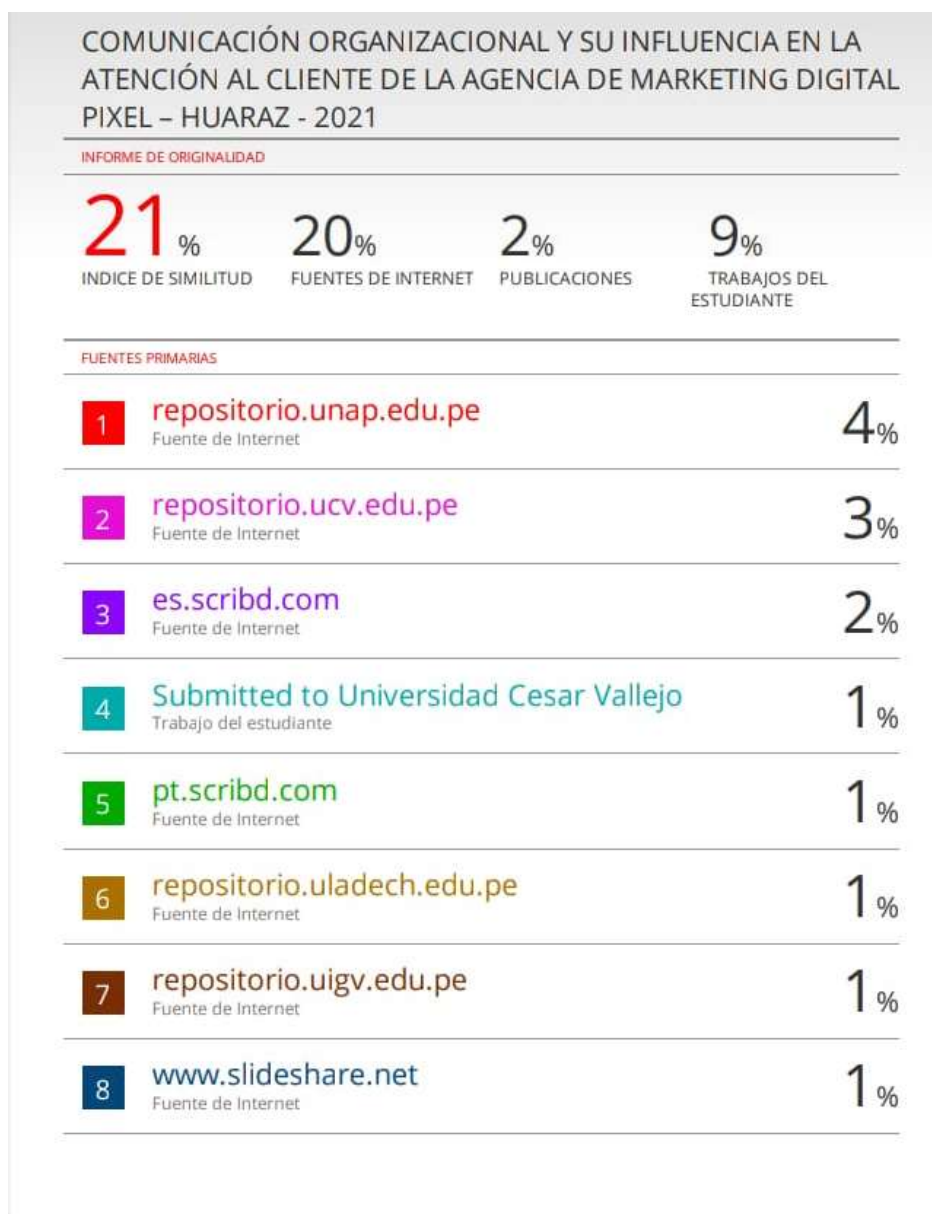 COMUNICACIÓN ORGANIZACIONAL Y SU INFLUENCIA EN LA
ATENCIÓN AL CLIENTE DE LA AGENCIA DE MARKETING DIGITAL
PIXEL – HUARAZ - 2021
INFORME DE ORIGINALIDAD
21%
INDICE DE SIMILITUD
20%
FUENTES DE INTERNET
2%
PUBLICACIONES
9%
TRABAJOS DEL
ESTUDIANTE
FUENTES PRIMARIAS
1 repositorio.unap.edu.pe 4%
Fuente de Internet
2 repositorio.ucv.edu.pe 3%
Fuente de Internet
3 es.scribd.com 2%
Fuente de Internet
4 Submitted to Universidad Cesar Vallejo 1%
Trabajo del estudiante
5 pt.scribd.com 1%
Fuente de Internet
6 repositorio.uladech.edu.pe 1%
Fuente de Internet
7 repositorio.uigv.edu.pe 1%
Fuente de Internet
8 www.slideshare.net 1%
Fuente de Internet